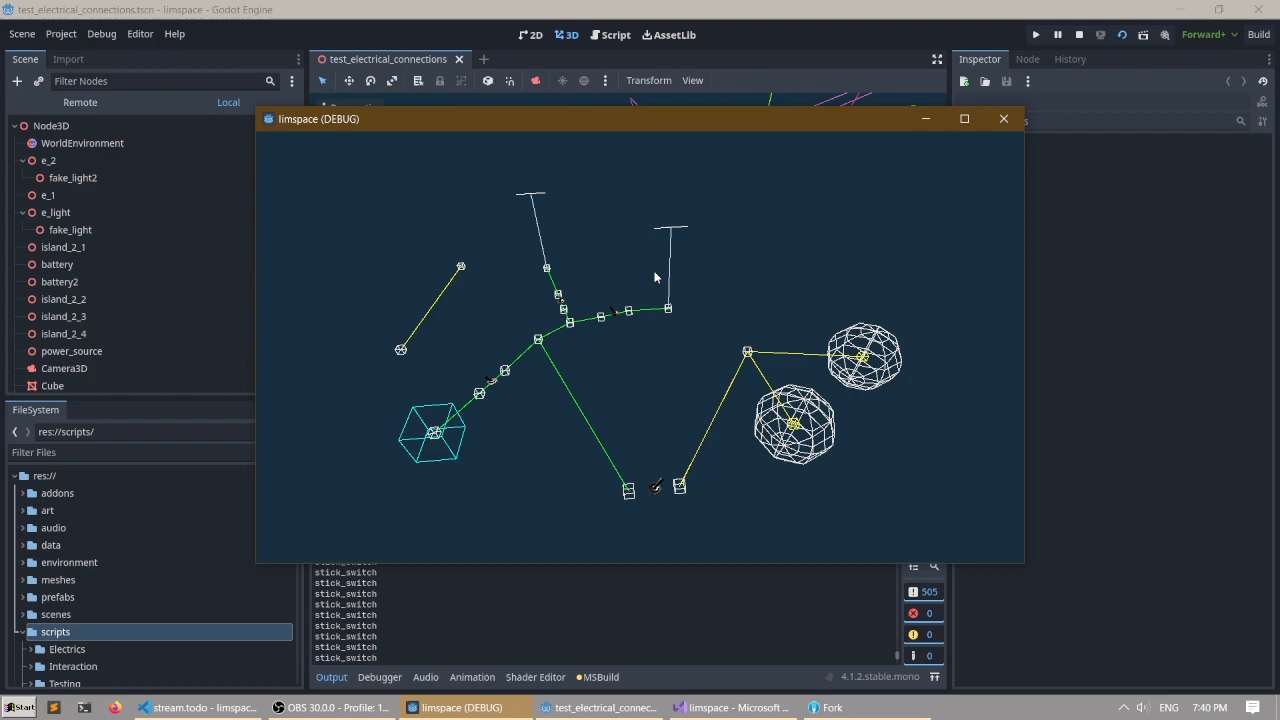 test_electrical_connections.tscn - limspace - Godot Engine
Scene Project Debug Editor Help
2D 3D Script AssetLib
Forward+ Build
Scene Import
test_electrical_connections
Inspector Node History
Filter Nodes
Transform View
Remote Local
limspace (DEBUG)
Node3D
WorldEnvironment
e_2
fake_light2
e_1
e_light
fake_light
island_2_1
battery
battery2
island_2_2
island_2_3
island_2_4
power_source
Camera3D
Cube
FileSystem
res://scripts/
Filter Files
res://
addons
art
audio
data
environment
meshes
prefabs
scenes
scripts
Electrics
Interaction
Testing
stick_switch
stick_switch
stick_switch
stick_switch
stick_switch
stick_switch
stick_switch
stick_switch
stick_switch
505
0
0
0
Output Debugger Audio Animation Shader Editor MSBuild
4.1.2.stable.mono
Start
stream.todo - limspac...
OBS 30.0.0 - Profile: 1...
limspace (DEBUG)
test_electrical_connec...
limspace - Microsoft ...
Fork
ENG 7:40 PM